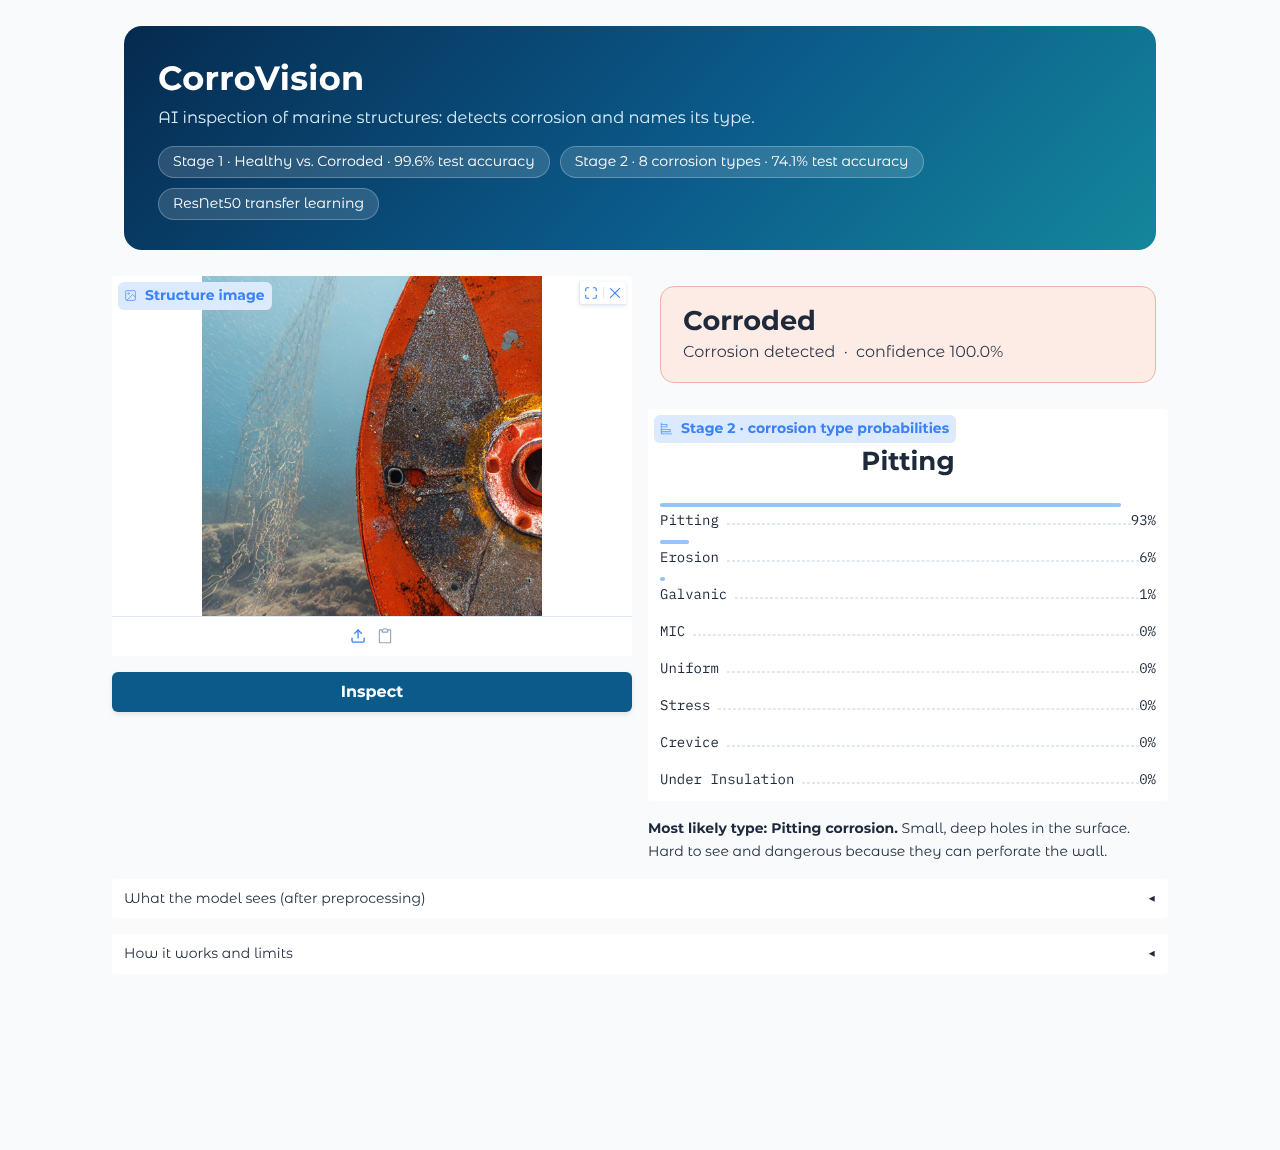 CorroVision
AI inspection of marine structures: detects corrosion and names its type.
Stage 1 · Healthy vs. Corroded · 99.6% test accuracy
Stage 2 · 8 corrosion types · 74.1% test accuracy
ResNet50 transfer learning
Structure image
Inspect
Corroded
Corrosion detected · confidence 100.0%
Stage 2 · corrosion type probabilities
Pitting
Pitting 93%
Erosion 6%
Galvanic 1%
MIC 0%
Uniform 0%
Stress 0%
Crevice 0%
Under Insulation 0%
Most likely type: Pitting corrosion. Small, deep holes in the surface.
Hard to see and dangerous because they can perforate the wall.
What the model sees (after preprocessing)
How it works and limits